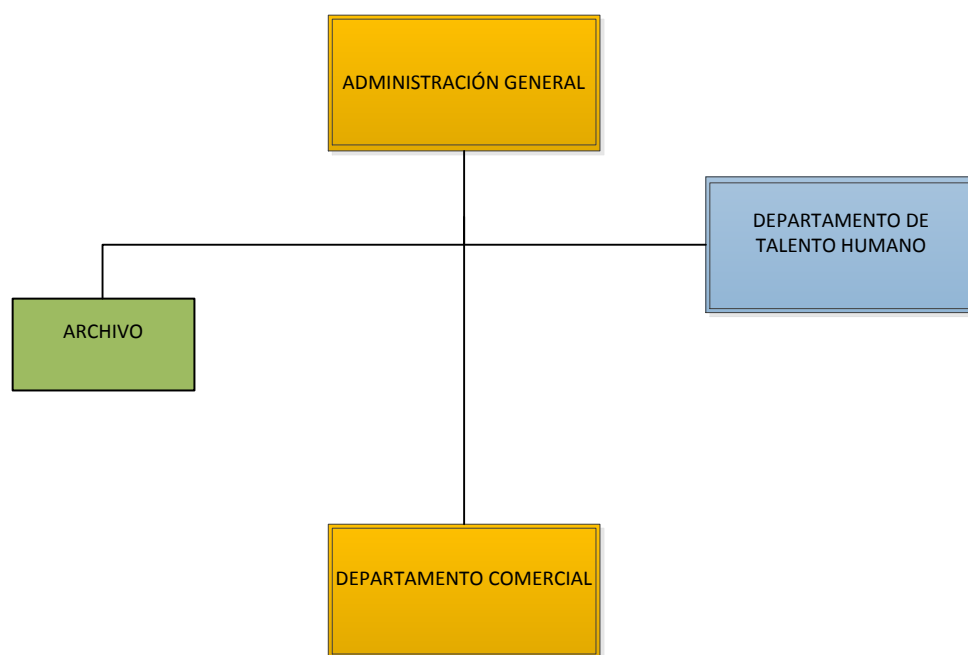 ADMINISTRACIÓN GENERAL
DEPARTAMENTO DE
TALENTO HUMANO
ARCHIVO
DEPARTAMENTO COMERCIAL